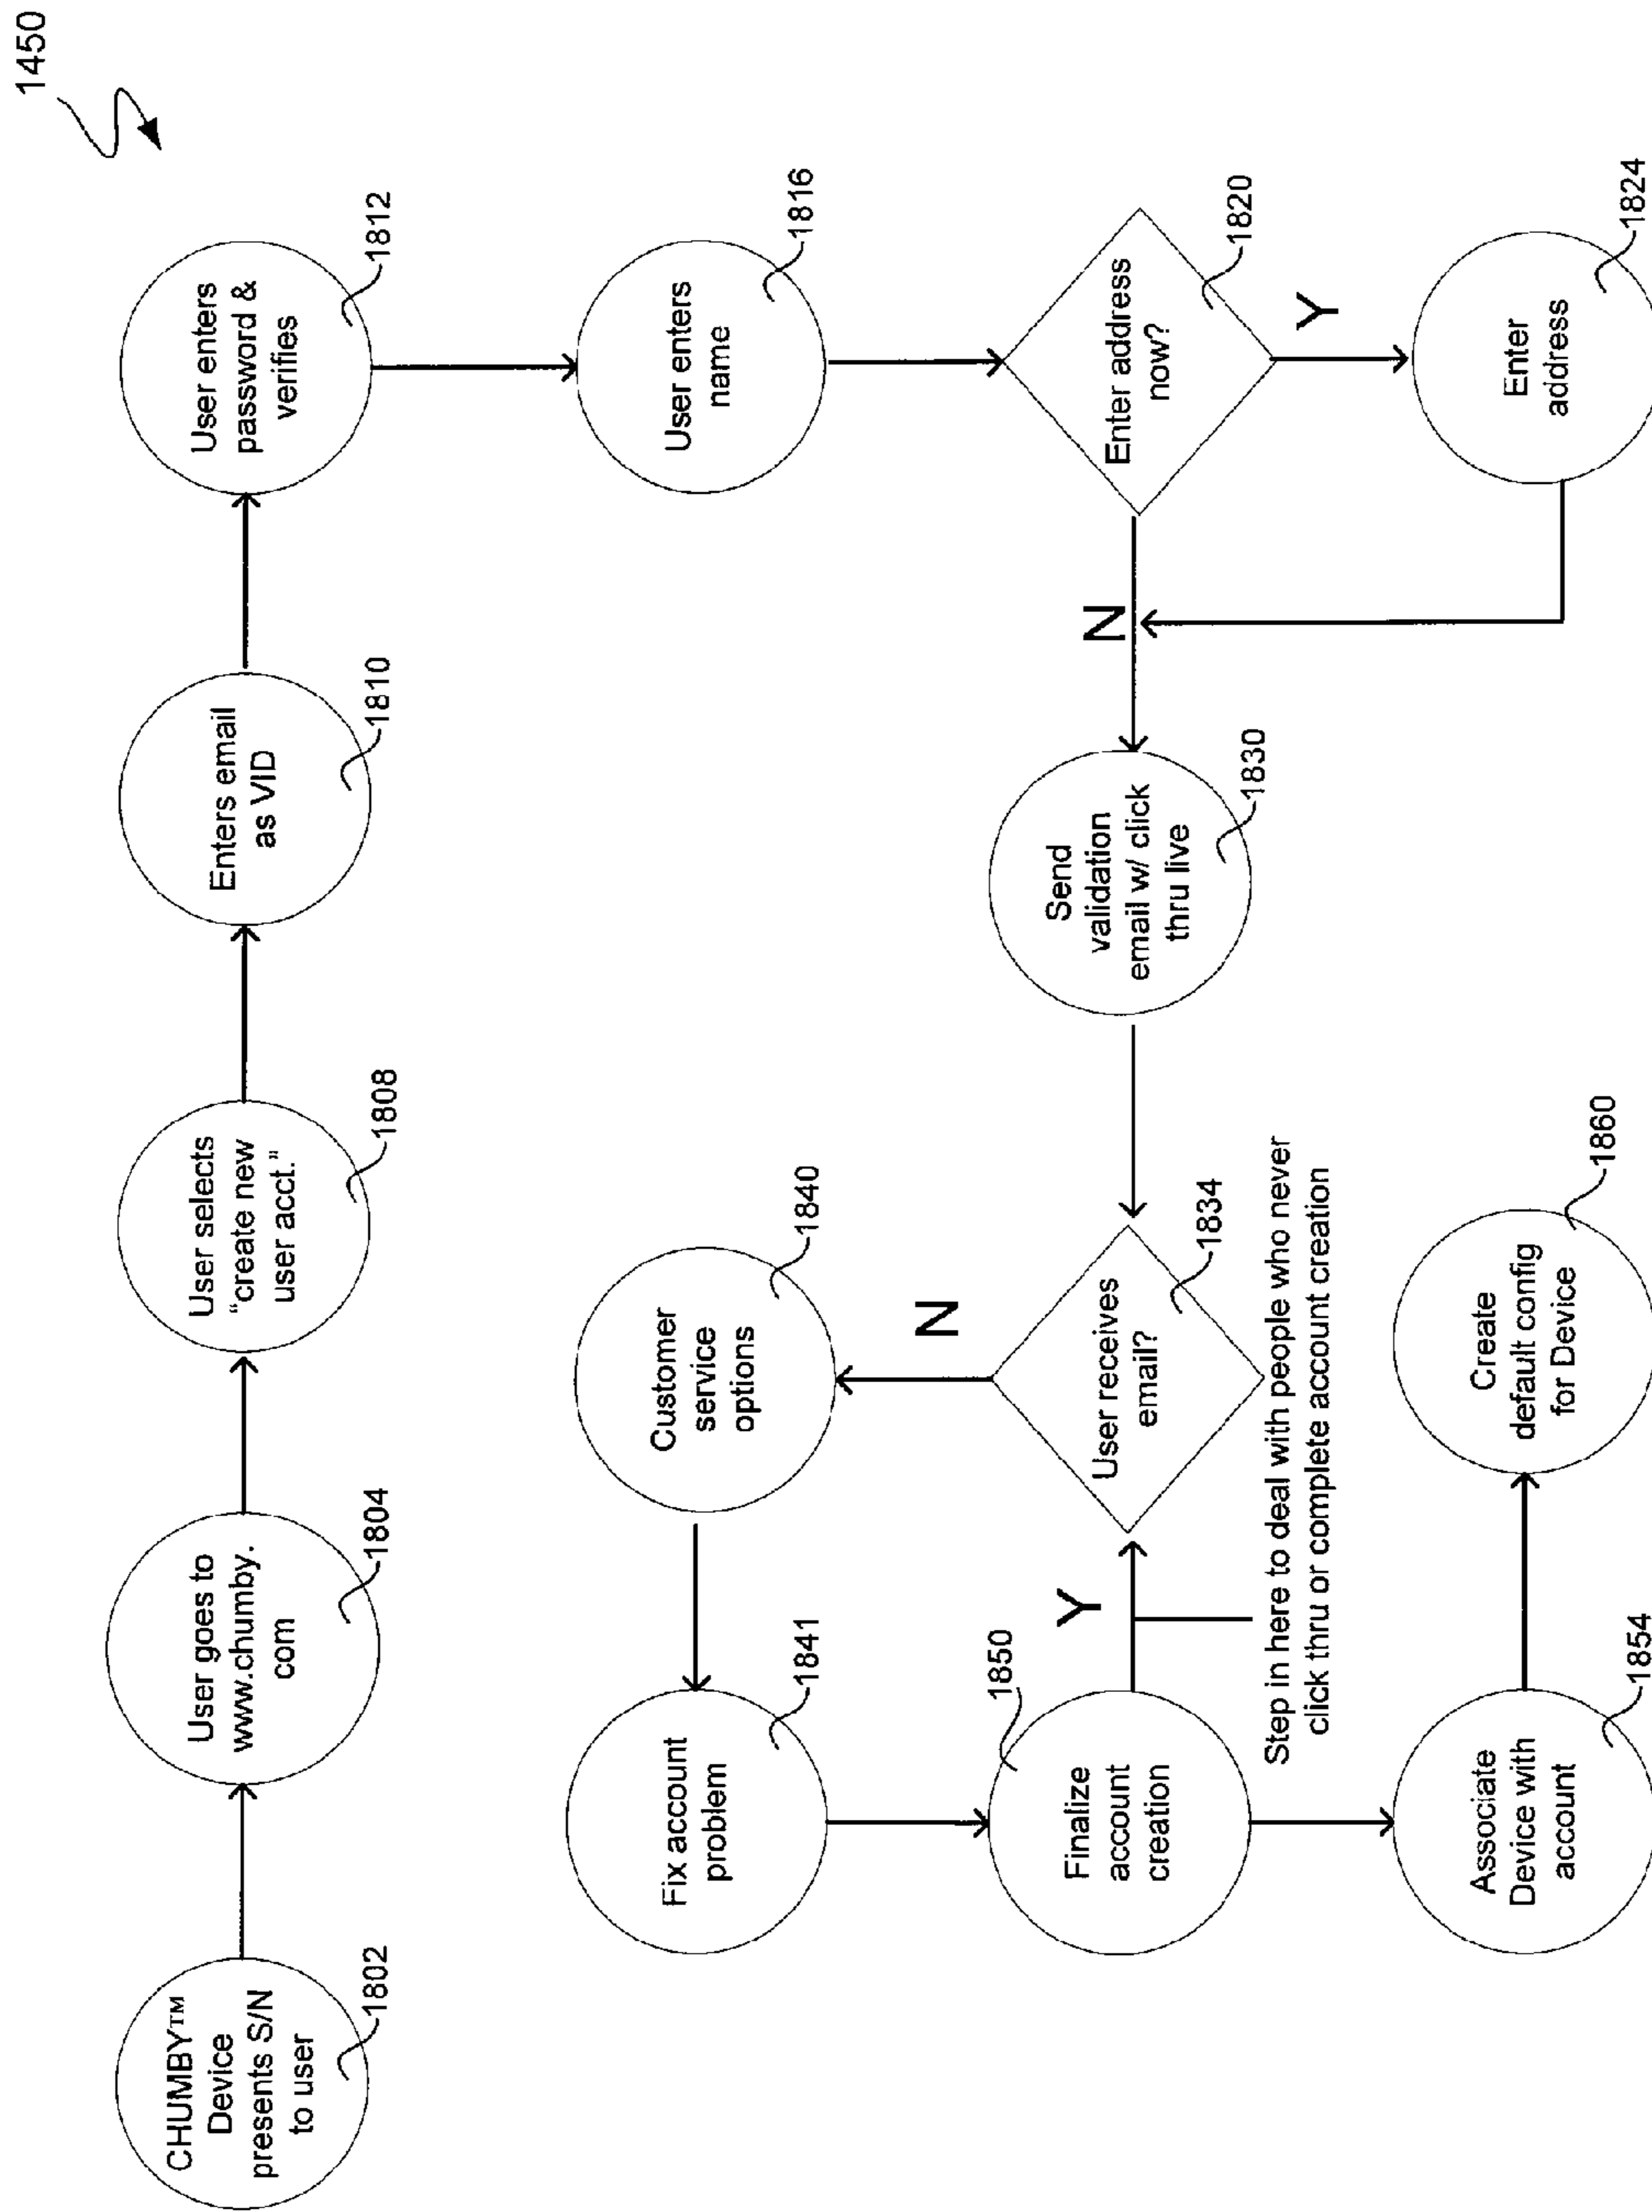 1450
CHUMBY™
Device
presents S/N
to user
1802
User goes to
www.chumby.
com
1804
User selects
“create new
user acct.”
1808
Enters email
as VID
1810
User enters
password &
verifies
1812
User enters
name
1816
Enter address
now?
1820
Y
Enter
address
1824
N
Send
validation
email w/ click
thru live
1830
User receives
email?
1834
N
Customer
service
options
1840
Fix account
problem
1841
Y
Finalize
account
creation
1850
Step in here to deal with people who never
click thru or complete account creation
Associate
Device with
account
1854
Create
default config
for Device
1860